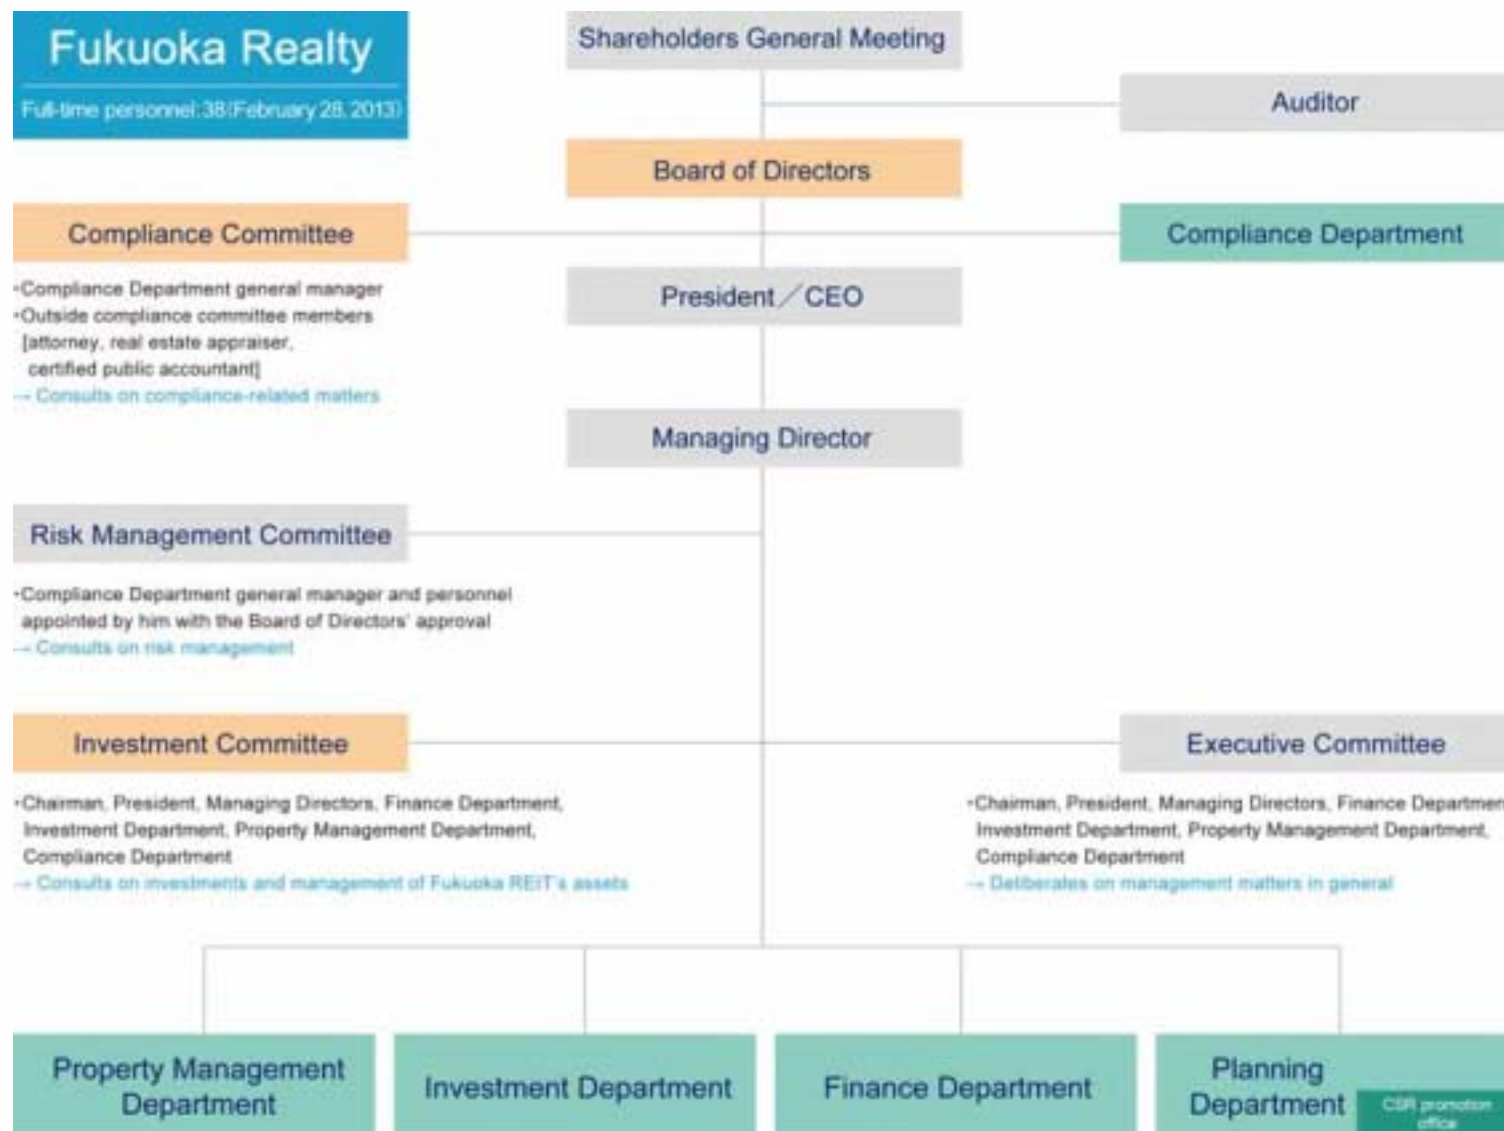 Fukuoka Realty
Full-time personnel: 38(February 28, 2013)
Shareholders General Meeting
Auditor
Board of Directors
Compliance Committee
Compliance Department
・Compliance Department general manager
・Outside compliance committee members
[attorney, real estate appraiser,
certified public accountant]
→ Consults on compliance-related matters
President／CEO
Managing Director
Risk Management Committee
・Compliance Department general manager and personnel
appointed by him with the Board of Directors' approval
→ Consults on risk management
Investment Committee
Executive Committee
・Chairman, President, Managing Directors, Finance Department,
Investment Department, Property Management Department,
Compliance Department
→ Consults on investments and management of Fukuoka REIT's assets
・Chairman, President, Managing Directors, Finance Departmen
Investment Department, Property Management Department,
Compliance Department
→ Deliberates on management matters in general
Property Management
Department
Investment Department
Finance Department
Planning
Department
CSR promotion
office